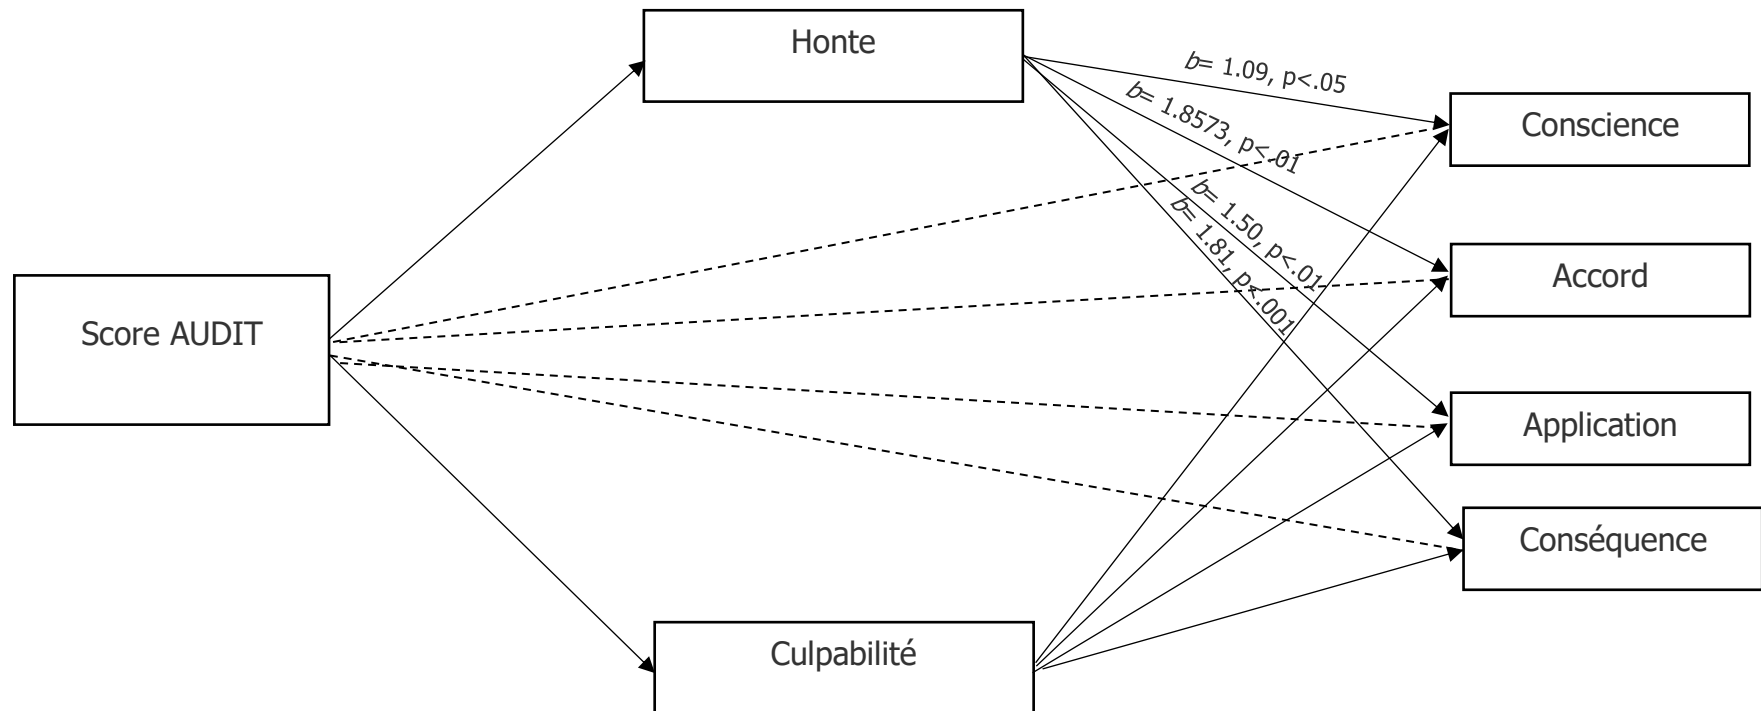 Honte
b= 1.09, p<.05
b= 1.8573, p<.01
Conscience
b= 1.50, p<.01
b= 1.81, p<.001
Accord
Score AUDIT
Application
Conséquence
Culpabilité